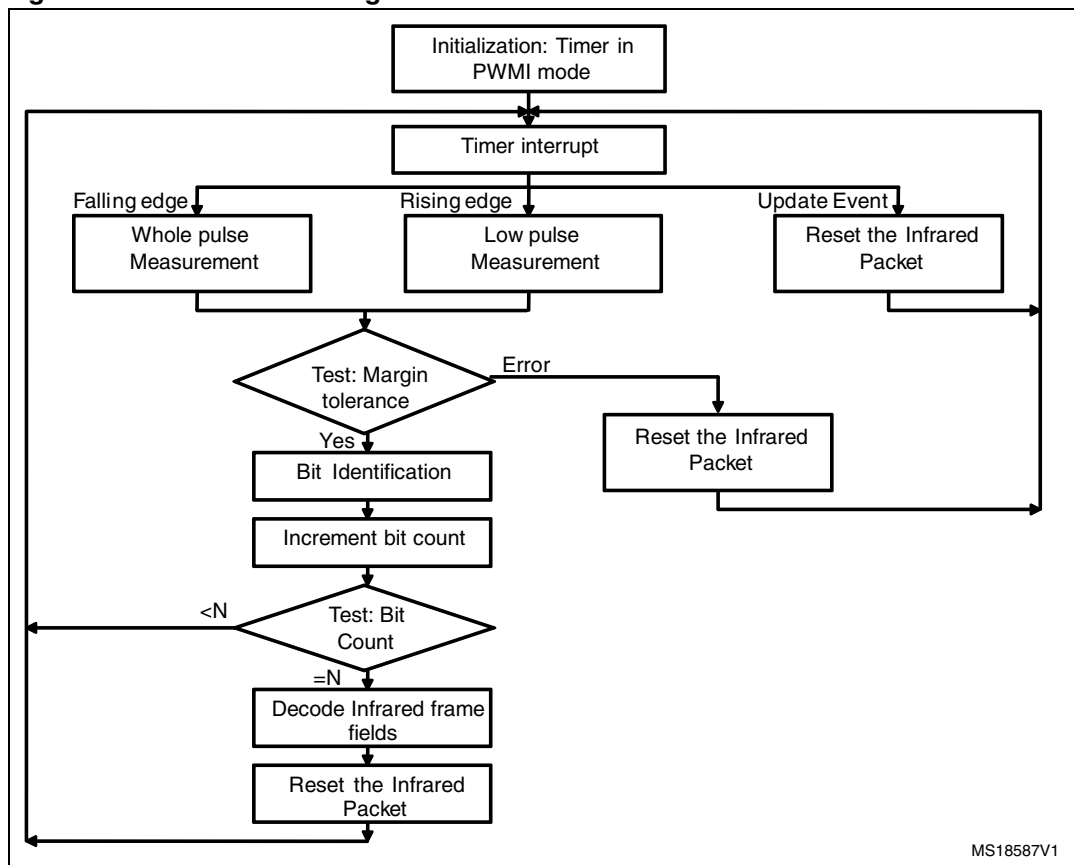 Initialization: Timer in
PWMI mode
Timer interrupt
Falling edge
Rising edge
Update Event
Whole pulse
Measurement
Low pulse
Measurement
Reset the Infrared
Packet
Test: Margin
tolerance
Error
Reset the Infrared
Packet
Yes
Bit Identification
Increment bit count
<N
Test: Bit
Count
=N
Decode Infrared frame
fields
Reset the Infrared
Packet
MS18587V1